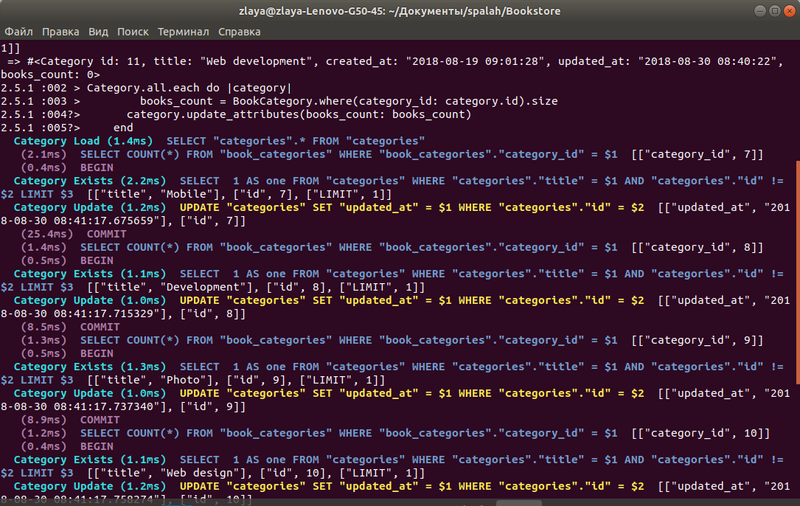 zlaya@zlaya-Lenovo-G50-45: ~/Документы/spalah/Bookstore
Файл Правка Вид Поиск Терминал Справка
1]]
=> #<Category id: 11, title: "Web development", created_at: "2018-08-19 09:01:28", updated_at: "2018-08-30 08:40:22",
books_count: 0>
2.5.1 :002 > Category.all.each do |category|
2.5.1 :003 > books_count = BookCategory.where(category_id: category.id).size
2.5.1 :004?> category.update_attributes(books_count: books_count)
2.5.1 :005?> end
Category Load (1.4ms) SELECT "categories".* FROM "categories"
(2.1ms) SELECT COUNT(*) FROM "book_categories" WHERE "book_categories"."category_id" = $1 [["category_id", 7]]
(0.4ms) BEGIN
Category Exists (2.2ms) SELECT 1 AS one FROM "categories" WHERE "categories"."title" = $1 AND "categories"."id" !=
$2 LIMIT $3 [["title", "Mobile"], ["id", 7], ["LIMIT", 1]]
Category Update (1.2ms) UPDATE "categories" SET "updated_at" = $1 WHERE "categories"."id" = $2 [["updated_at", "201
8-08-30 08:41:17.675659"], ["id", 7]]
(25.4ms) COMMIT
(1.4ms) SELECT COUNT(*) FROM "book_categories" WHERE "book_categories"."category_id" = $1 [["category_id", 8]]
(0.5ms) BEGIN
Category Exists (1.1ms) SELECT 1 AS one FROM "categories" WHERE "categories"."title" = $1 AND "categories"."id" !=
$2 LIMIT $3 [["title", "Development"], ["id", 8], ["LIMIT", 1]]
Category Update (1.0ms) UPDATE "categories" SET "updated_at" = $1 WHERE "categories"."id" = $2 [["updated_at", "201
8-08-30 08:41:17.715329"], ["id", 8]]
(8.5ms) COMMIT
(1.3ms) SELECT COUNT(*) FROM "book_categories" WHERE "book_categories"."category_id" = $1 [["category_id", 9]]
(0.5ms) BEGIN
Category Exists (1.3ms) SELECT 1 AS one FROM "categories" WHERE "categories"."title" = $1 AND "categories"."id" !=
$2 LIMIT $3 [["title", "Photo"], ["id", 9], ["LIMIT", 1]]
Category Update (1.0ms) UPDATE "categories" SET "updated_at" = $1 WHERE "categories"."id" = $2 [["updated_at", "201
8-08-30 08:41:17.737340"], ["id", 9]]
(8.9ms) COMMIT
(1.2ms) SELECT COUNT(*) FROM "book_categories" WHERE "book_categories"."category_id" = $1 [["category_id", 10]]
(0.4ms) BEGIN
Category Exists (1.1ms) SELECT 1 AS one FROM "categories" WHERE "categories"."title" = $1 AND "categories"."id" !=
$2 LIMIT $3 [["title", "Web design"], ["id", 10], ["LIMIT", 1]]
Category Update (1.2ms) UPDATE "categories" SET "updated_at" = $1 WHERE "categories"."id" = $2 [["updated_at", "201
8-08-30 08:41:17.758274"], ["id", 10]]